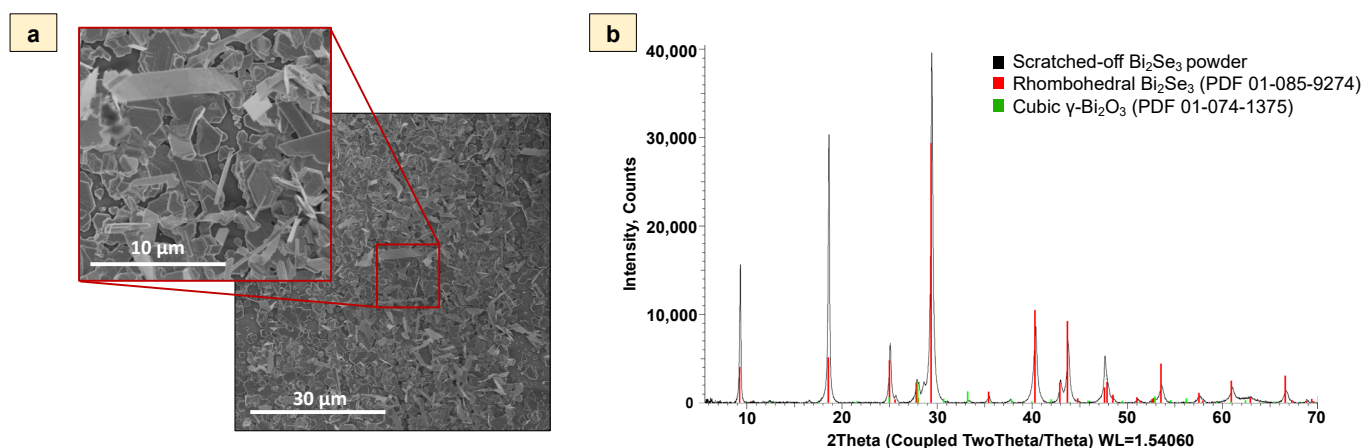 a
10 µm
30 µm
b
Intensity, Counts
40,000
30,000
20,000
10,000
0
Scratched-off Bi₂Se₃ powder
Rhombohedral Bi₂Se₃ (PDF 01-085-9274)
Cubic γ-Bi₂O₃ (PDF 01-074-1375)
10 20 30 40 50 60 70
2Theta (Coupled TwoTheta/Theta) WL=1.54060